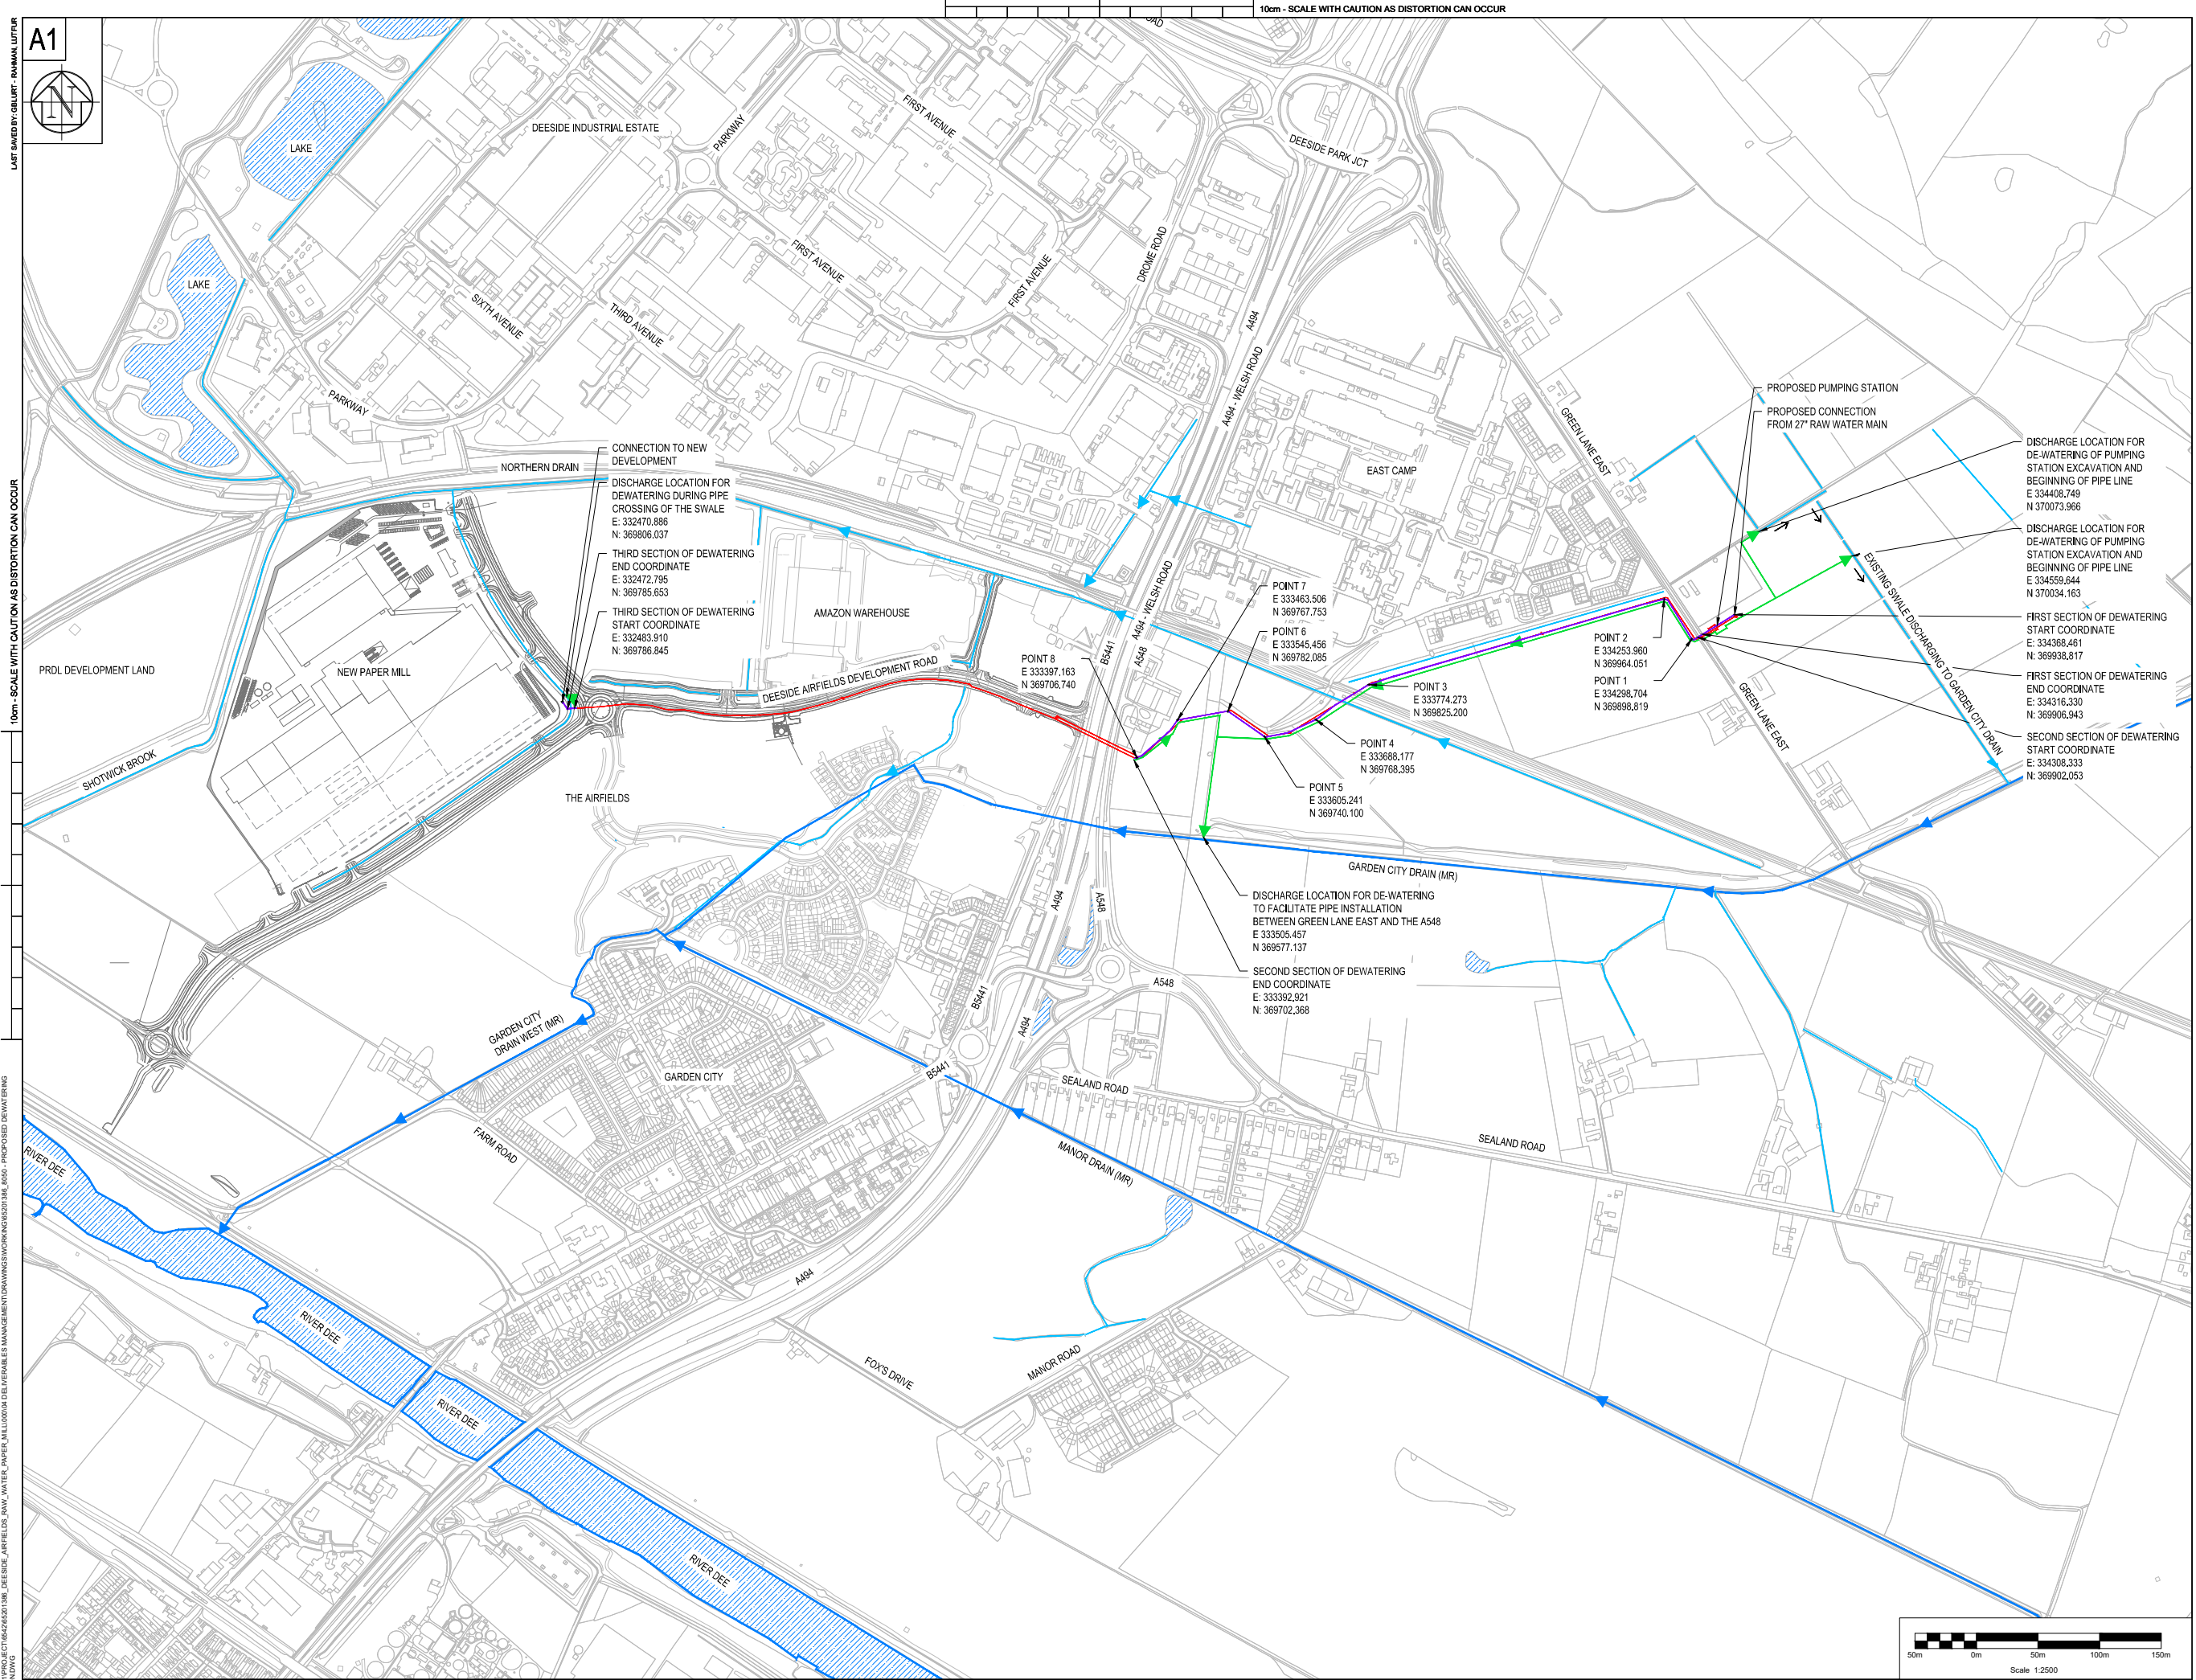 10cm - SCALE WITH CAUTION AS DISTORTION CAN OCCUR
A1
N
LAST SAVED BY: GBLURT - RAHMAN, LUTFUR
10cm - SCALE WITH CAUTION AS DISTORTION CAN OCCUR
LAKE
LAKE
DEESIDE INDUSTRIAL ESTATE
PARKWAY
FIRST AVENUE
DEESIDE PARK JCT
FIRST AVENUE
FIRST AVENUE
DROME ROAD
SIXTH AVENUE
THIRD AVENUE
PARKWAY
A494
A494 - WELSH ROAD
GREEN LANE EAST
EAST CAMP
NORTHERN DRAIN
CONNECTION TO NEW
DEVELOPMENT
DISCHARGE LOCATION FOR
DEWATERING DURING PIPE
CROSSING OF THE SWALE
E: 332470.886
N: 369806.037
THIRD SECTION OF DEWATERING
END COORDINATE
E: 332472.795
N: 369785.653
THIRD SECTION OF DEWATERING
START COORDINATE
E: 332483.910
N: 369786.845
PROPOSED PUMPING STATION
PROPOSED CONNECTION
FROM 27" RAW WATER MAIN
DISCHARGE LOCATION FOR
DE-WATERING OF PUMPING
STATION EXCAVATION AND
BEGINNING OF PIPE LINE
E 334408.749
N 370073.966
DISCHARGE LOCATION FOR
DE-WATERING OF PUMPING
STATION EXCAVATION AND
BEGINNING OF PIPE LINE
E 334559.644
N 370034.163
FIRST SECTION OF DEWATERING
START COORDINATE
E: 334368.461
N: 369938.817
FIRST SECTION OF DEWATERING
END COORDINATE
E: 334316.330
N: 369906.943
SECOND SECTION OF DEWATERING
START COORDINATE
E: 334308.333
N: 369902.053
EXISTING SWALE DISCHARGING TO GARDEN CITY DRAIN
AMAZON WAREHOUSE
A494 - WELSH ROAD
B5441
A548
POINT 7
E 333463.506
N 369767.753
POINT 6
E 333545.456
N 369782.085
POINT 8
E 333397.163
N 369706.740
POINT 2
E 334253.960
N 369964.051
POINT 1
E 334298.704
N 369898.819
POINT 3
E 333774.273
N 369825.200
POINT 4
E 333688.177
N 369768.395
POINT 5
E 333605.241
N 369740.100
GREEN LANE EAST
PRDL DEVELOPMENT LAND
NEW PAPER MILL
DEESIDE AIRFIELDS DEVELOPMENT ROAD
SHOTWICK BROOK
THE AIRFIELDS
GARDEN CITY DRAIN (MR)
DISCHARGE LOCATION FOR DE-WATERING
TO FACILITATE PIPE INSTALLATION
BETWEEN GREEN LANE EAST AND THE A548
E 333505.457
N 369577.137
SECOND SECTION OF DEWATERING
END COORDINATE
E: 333392.921
N: 369702.368
A494
A548
A548
B5441
A494
GARDEN CITY
DRAIN WEST (MR)
GARDEN CITY
B5441
SEALAND ROAD
SEALAND ROAD
FARM ROAD
MANOR DRAIN (MR)
RIVER DEE
A494
RIVER DEE
FOX'S DRIVE
MANOR ROAD
RIVER DEE
RIVER DEE
50m 0m 50m 100m 150m
Scale 1:2500